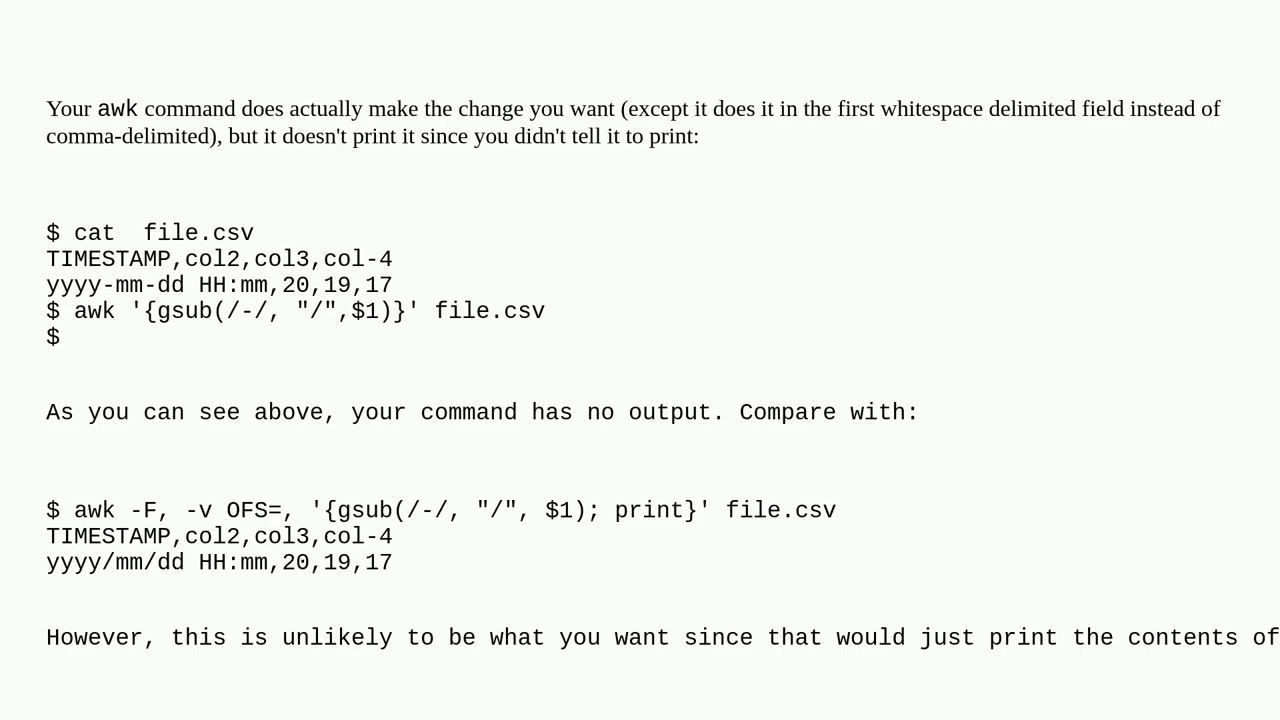 Your awk command does actually make the change you want (except it does it in the first whitespace delimited field instead of
comma-delimited), but it doesn't print it since you didn't tell it to print:
$ cat  file.csv
TIMESTAMP,col2,col3,col-4
yyyy-mm-dd HH:mm,20,19,17
$ awk '{gsub(/-/, "/",$1)}' file.csv
$
As you can see above, your command has no output. Compare with:
$ awk -F, -v OFS=, '{gsub(/-/, "/", $1); print}' file.csv
TIMESTAMP,col2,col3,col-4
yyyy/mm/dd HH:mm,20,19,17
However, this is unlikely to be what you want since that would just print the contents of